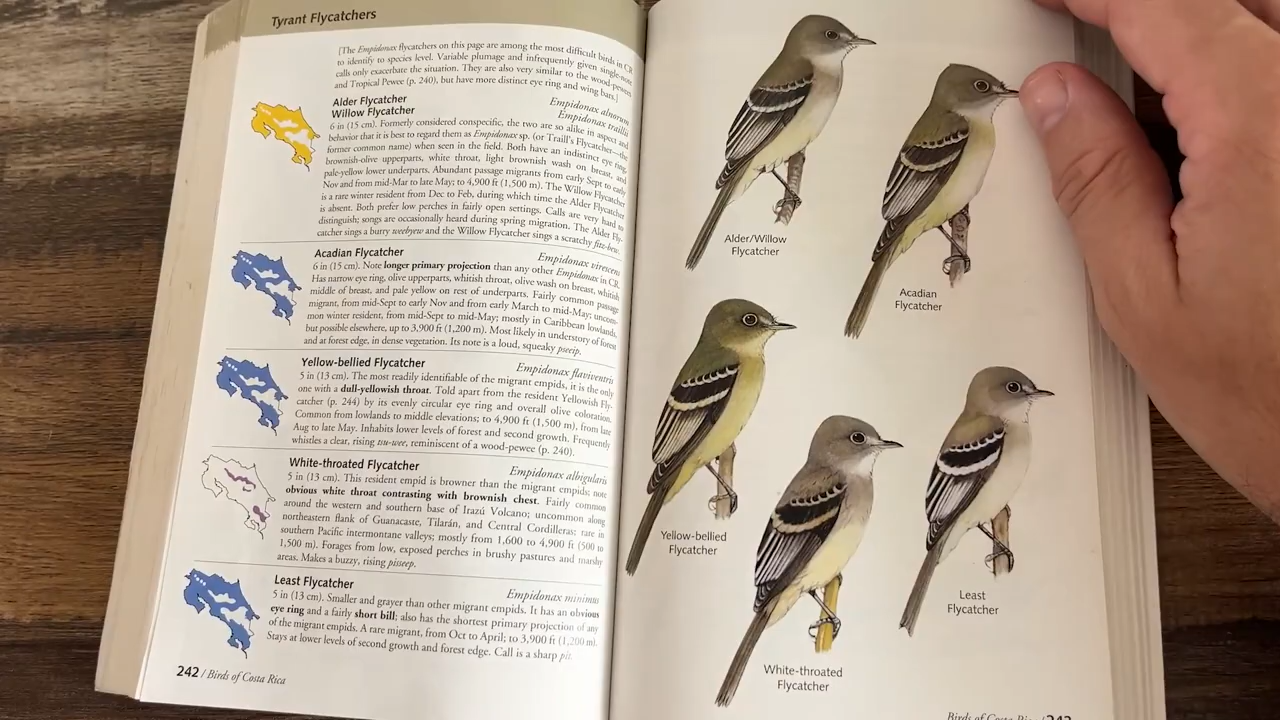 Tyrant Flycatchers
[The Empidonax flycatchers on this page are among the most difficult birds in CR
to identify to species level. Variable plumage and infrequently given single-note
calls only exacerbate the situation. They are also very similar to the wood-pewees
and Tropical Pewee (p. 240), but have more distinct eye ring and wing bars.]
Alder Flycatcher Empidonax alnorum
Willow Flycatcher Empidonax traillii
6 in (15 cm). Formerly considered conspecific, the two are so alike in aspect and
behavior that it is best to regard them as Empidonax sp. (or Traill's Flycatcher—the
former common name) when seen in the field. Both have an indistinct eye ring,
brownish-olive upperparts, white throat, light brownish wash on breast, and
pale-yellow lower underparts. Abundant passage migrants from early Sept to early
Nov and from mid-Mar to late May; to 4,900 ft (1,500 m). The Willow Flycatcher
is a rare winter resident from Dec to Feb, during which time the Alder Flycatcher
is absent. Both prefer low perches in fairly open settings. Calls are very hard to
distinguish; songs are occasionally heard during spring migration. The Alder Fly-
catcher sings a burry weebyew and the Willow Flycatcher sings a scratchy fitz-bew.
Acadian Flycatcher Empidonax virescens
6 in (15 cm). Note longer primary projection than any other Empidonax in CR.
Has narrow eye ring, olive upperparts, whitish throat, olive wash on breast, whitish
middle of breast, and pale yellow on rest of underparts. Fairly common passage
migrant, from mid-Sept to early Nov and from early March to mid-May; uncom-
mon winter resident, from mid-Sept to mid-May; mostly in Caribbean lowlands,
but possible elsewhere, up to 3,900 ft (1,200 m). Most likely in understory of forest
and at forest edge, in dense vegetation. Its note is a loud, squeaky pseep.
Yellow-bellied Flycatcher Empidonax flaviventris
5 in (13 cm). The most readily identifiable of the migrant empids, it is the only
one with a dull-yellowish throat. Told apart from the resident Yellowish Fly-
catcher (p. 244) by its evenly circular eye ring and overall olive coloration.
Common from lowlands to middle elevations; to 4,900 ft (1,500 m), from late
Aug to late May. Inhabits lower levels of forest and second growth. Frequently
whistles a clear, rising tsu-wee, reminiscent of a wood-pewee (p. 240).
White-throated Flycatcher Empidonax albigularis
5 in (13 cm). This resident empid is browner than the migrant empids; note
obvious white throat contrasting with brownish chest. Fairly common
around the western and southern base of Irazú Volcano; uncommon along
northeastern flank of Guanacaste, Tilarán, and Central Cordilleras; rare in
southern Pacific intermontane valleys; mostly from 1,600 to 4,900 ft (500 to
1,500 m). Forages from low, exposed perches in brushy pastures and marshy
areas. Makes a buzzy, rising pisseep.
Least Flycatcher Empidonax minimus
5 in (13 cm). Smaller and grayer than other migrant empids. It has an obvious
eye ring and a fairly short bill; also has the shortest primary projection of any
of the migrant empids. A rare migrant, from Oct to April; to 3,900 ft (1,200 m).
Stays at lower levels of second growth and forest edge. Call is a sharp pit.
242 / Birds of Costa Rica
Alder/Willow
Flycatcher
Acadian
Flycatcher
Yellow-bellied
Flycatcher
Least
Flycatcher
White-throated
Flycatcher
Birds of Costa Rica / 243